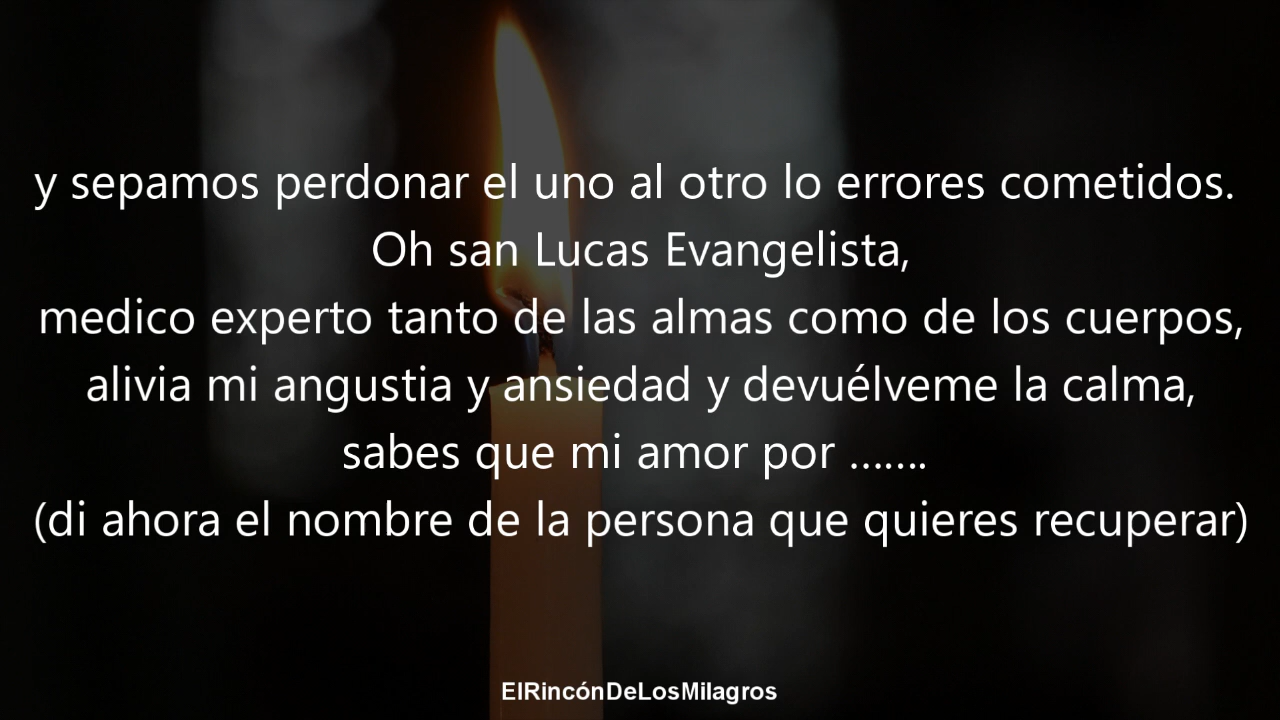 y sepamos perdonar el uno al otro lo errores cometidos.
Oh san Lucas Evangelista,
medico experto tanto de las almas como de los cuerpos,
alivia mi angustia y ansiedad y devuélveme la calma,
sabes que mi amor por …….
(di ahora el nombre de la persona que quieres recuperar)
ElRincónDeLosMilagros